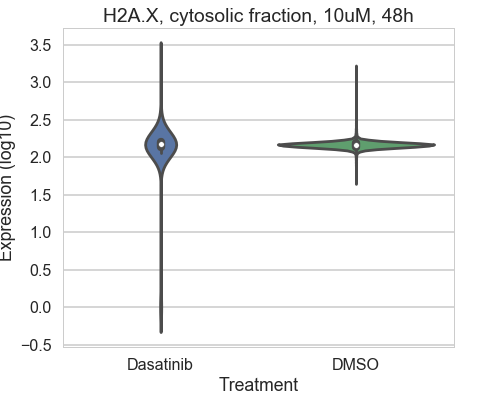 H2A.X, cytosolic fraction, 10uM, 48h
Expression (log10)
3.5
3.0
2.5
2.0
1.5
1.0
0.5
0.0
−0.5
Dasatinib DMSO
Treatment